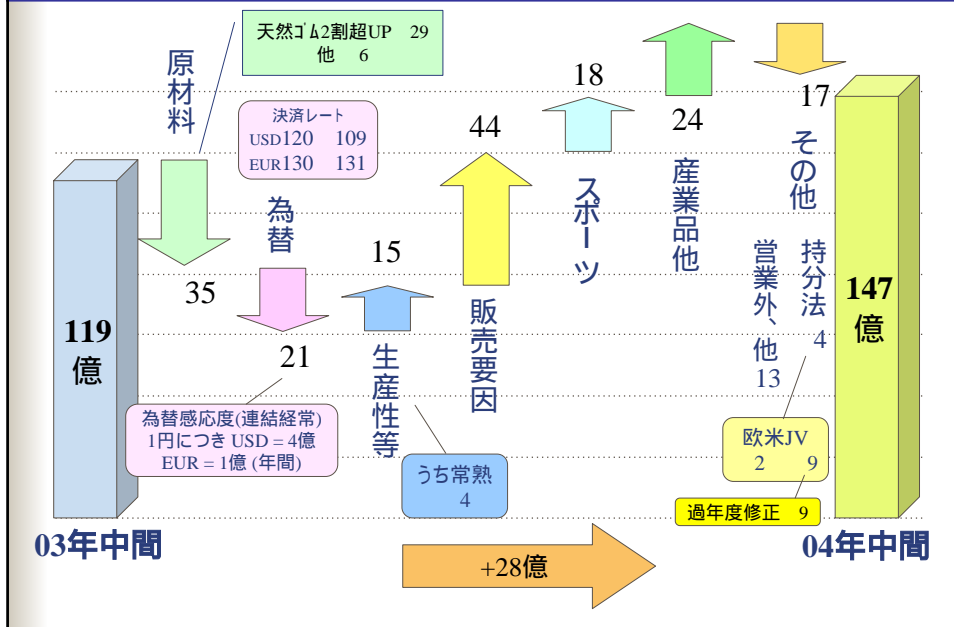 天然ゴム2割超UP 29
他 6
原材料
決済レート
USD120 109
EUR130 131
為替
35
21
15
44
18
24
17
生産性等
販売要因
スポーツ
産業品他
その他
持分法
4
営業外、他
13
119
億
147
億
為替感応度(連結経常)
1円につき USD = 4億
EUR = 1億 (年間)
うち常熟
4
欧米JV
2 9
過年度修正 9
03年中間
04年中間
+28億